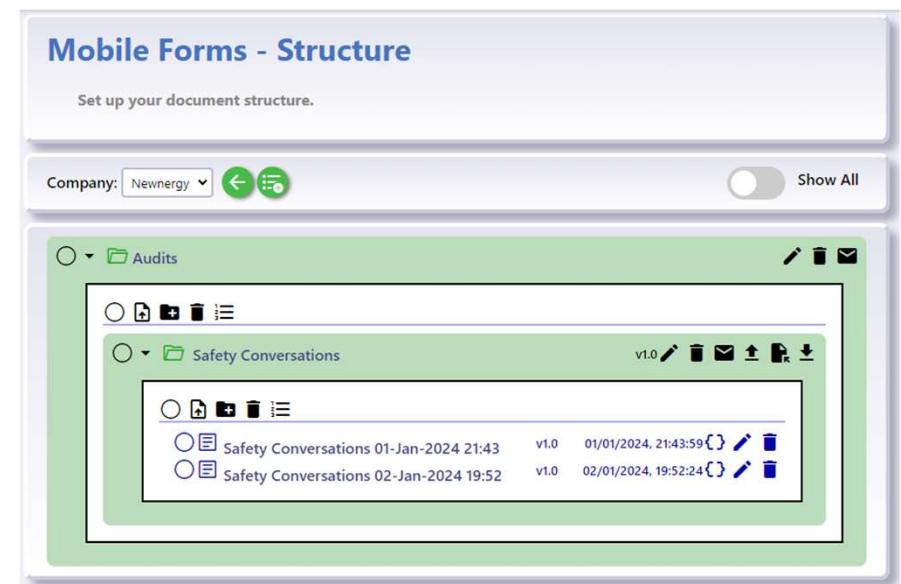 Mobile Forms - Structure
Set up your document structure.
Company: Newnergy Show All
Audits
Safety Conversations v1.0
Safety Conversations 01-Jan-2024 21:43 v1.0 01/01/2024, 21:43:59
Safety Conversations 02-Jan-2024 19:52 v1.0 02/01/2024, 19:52:24